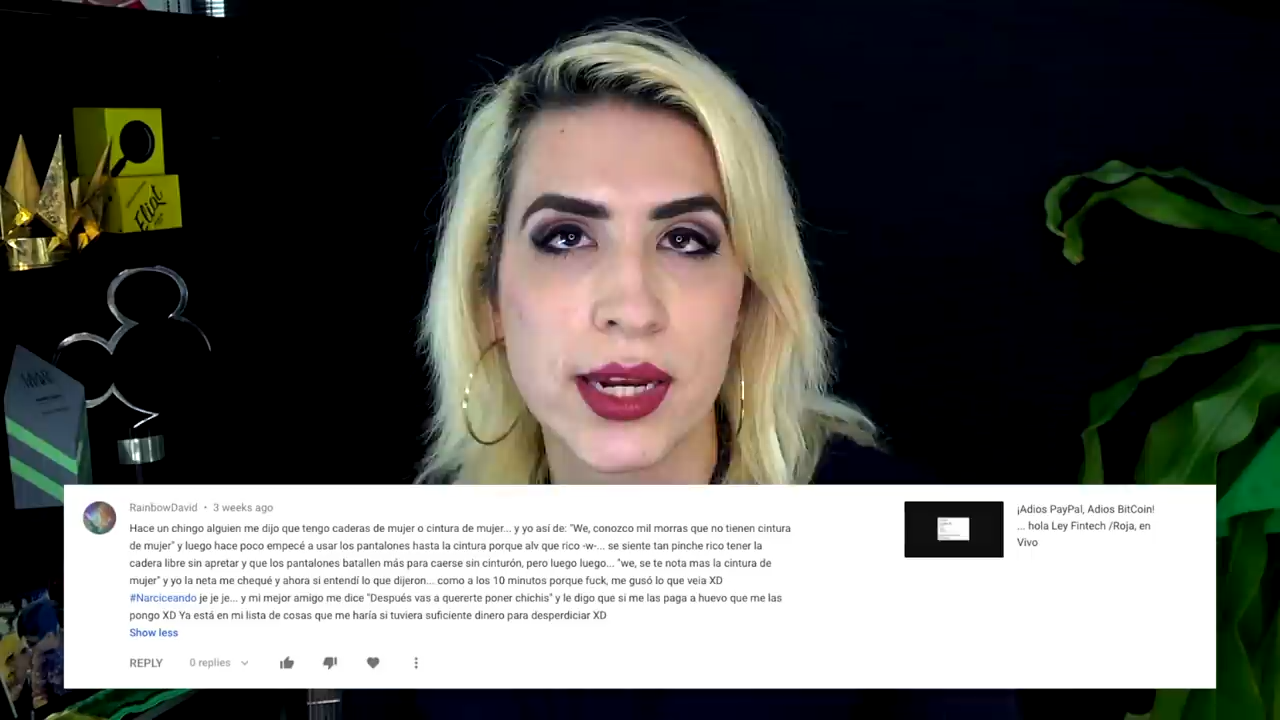 Eliot
RainbowDavid • 3 weeks ago
Hace un chingo alguien me dijo que tengo caderas de mujer o cintura de mujer... y yo así de: "We, conozco mil morras que no tienen cintura
de mujer" y luego hace poco empecé a usar los pantalones hasta la cintura porque alv que rico -w-... se siente tan pinche rico tener la
cadera libre sin apretar y que los pantalones batallen más para caerse sin cinturón, pero luego luego... "we, se te nota mas la cintura de
mujer" y yo la neta me chequé y ahora si entendí lo que dijeron... como a los 10 minutos porque fuck, me gusó lo que veia XD
#Narciceando je je je... y mi mejor amigo me dice "Después vas a quererte poner chichis" y le digo que si me las paga a huevo que me las
pongo XD Ya está en mi lista de cosas que me haría si tuviera suficiente dinero para desperdiciar XD
Show less
REPLY 0 replies
¡Adios PayPal, Adios BitCoin!
... hola Ley Fintech /Roja, en
Vivo